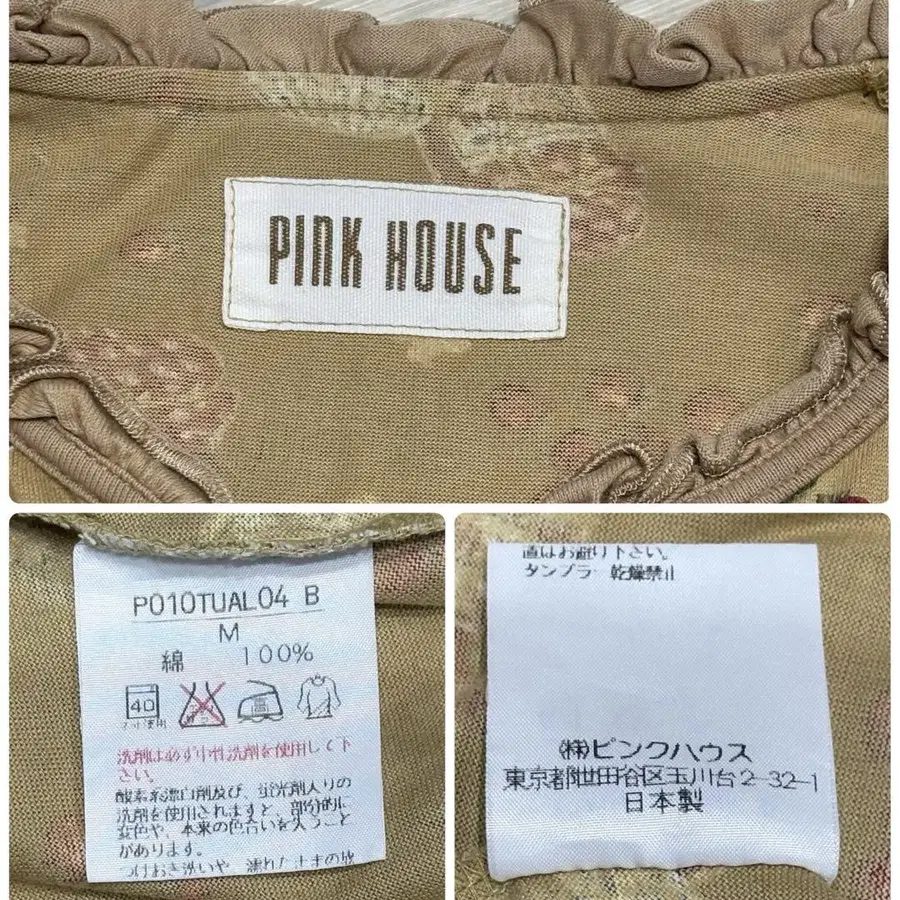 PINK HOUSE
P010TUAL04 B
M
綿 100%
40
ネット使用
洗剤は必ず中性洗剤を使用して下
さい。
酸素系漂白剤及び、蛍光剤入りの
洗剤を使用されますと、部分的に
変色や、本来の色合いを失うこと
があります。
つけおき洗いや、濡れたままの放
直はお避け下さい。
タンブラー乾燥禁止
(株)ピンクハウス
東京都世田谷区玉川台2-32-1
日本製